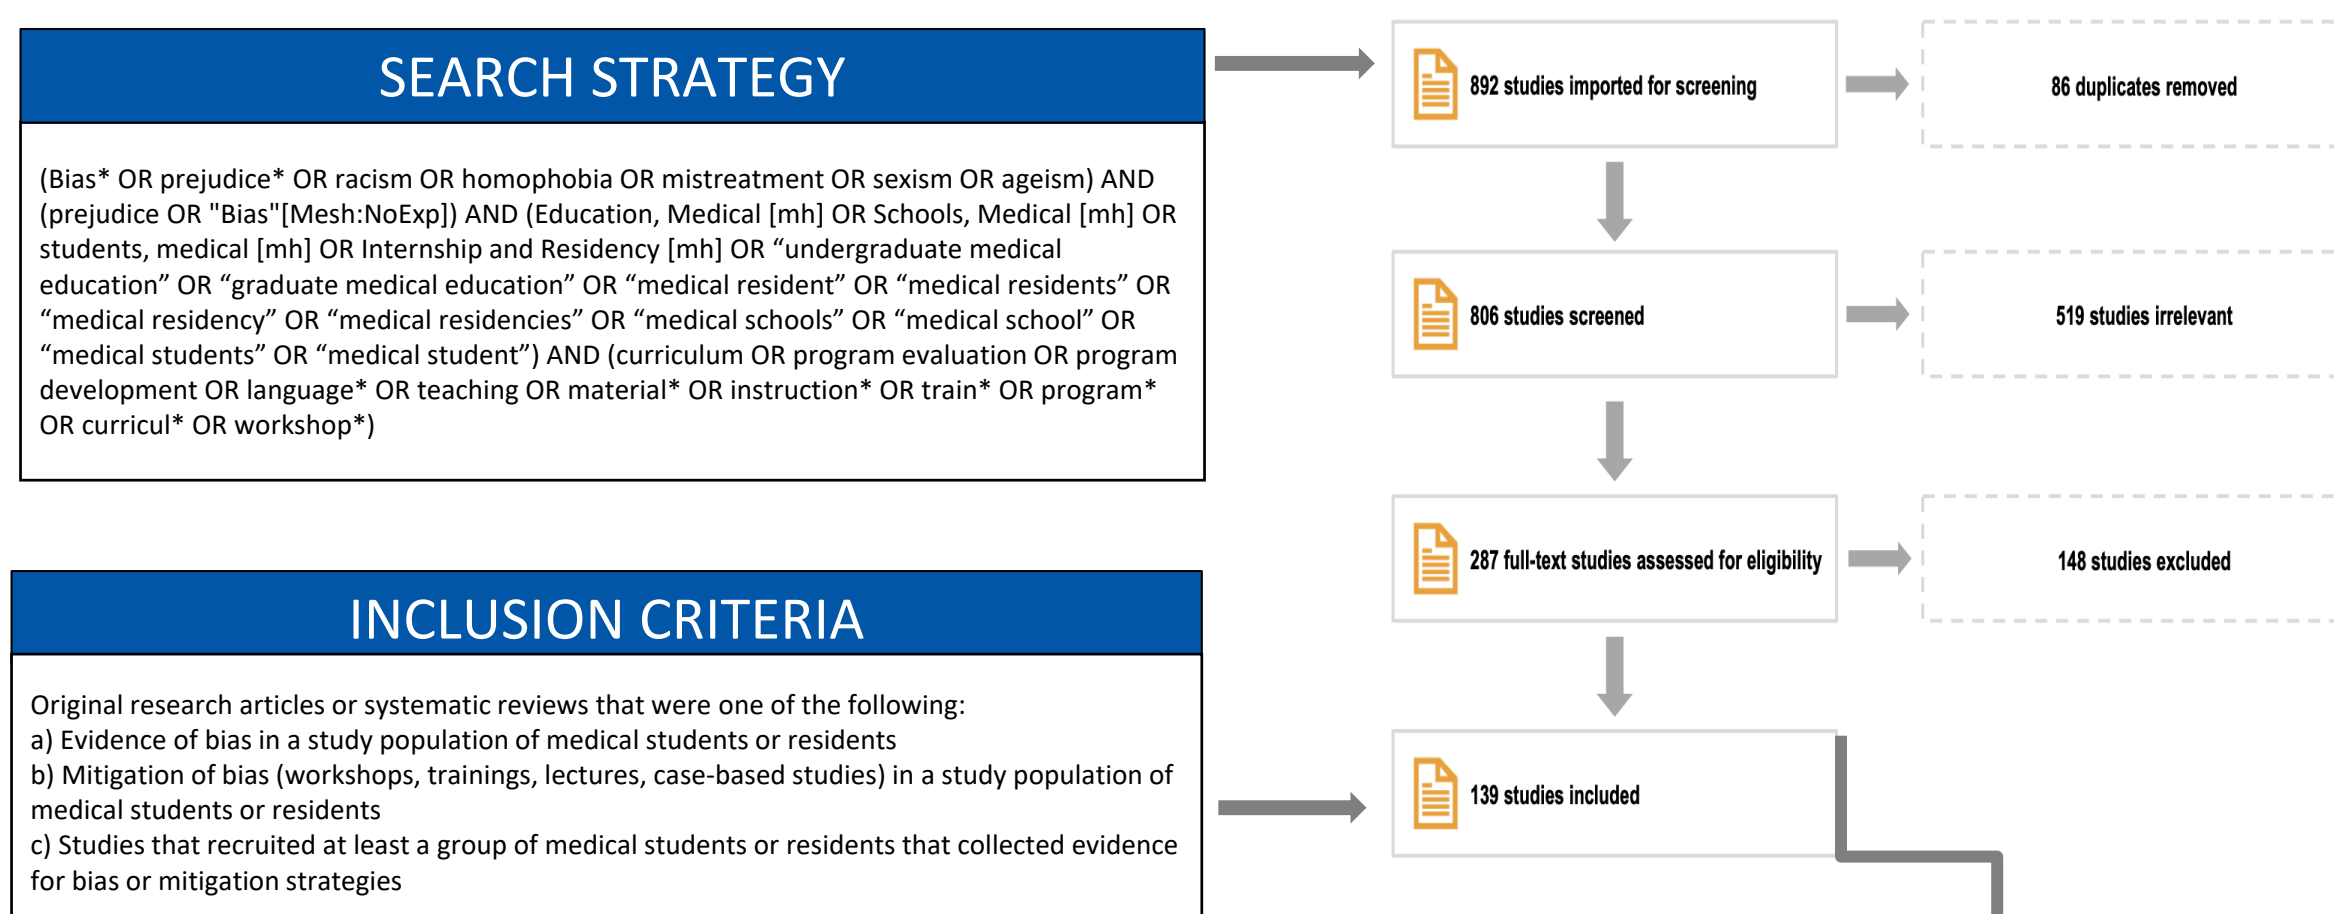 SEARCH STRATEGY
(Bias* OR prejudice* OR racism OR homophobia OR mistreatment OR sexism OR ageism) AND
(prejudice OR "Bias"[Mesh:NoExp]) AND (Education, Medical [mh] OR Schools, Medical [mh] OR
students, medical [mh] OR Internship and Residency [mh] OR “undergraduate medical
education” OR “graduate medical education” OR “medical resident” OR “medical residents” OR
“medical residency” OR “medical residencies” OR “medical schools” OR “medical school” OR
“medical students” OR “medical student”) AND (curriculum OR program evaluation OR program
development OR language* OR teaching OR material* OR instruction* OR train* OR program*
OR curricul* OR workshop*)
INCLUSION CRITERIA
Original research articles or systematic reviews that were one of the following:
a) Evidence of bias in a study population of medical students or residents
b) Mitigation of bias (workshops, trainings, lectures, case-based studies) in a study population of
medical students or residents
c) Studies that recruited at least a group of medical students or residents that collected evidence
for bias or mitigation strategies
892 studies imported for screening
86 duplicates removed
806 studies screened
519 studies irrelevant
287 full-text studies assessed for eligibility
148 studies excluded
139 studies included